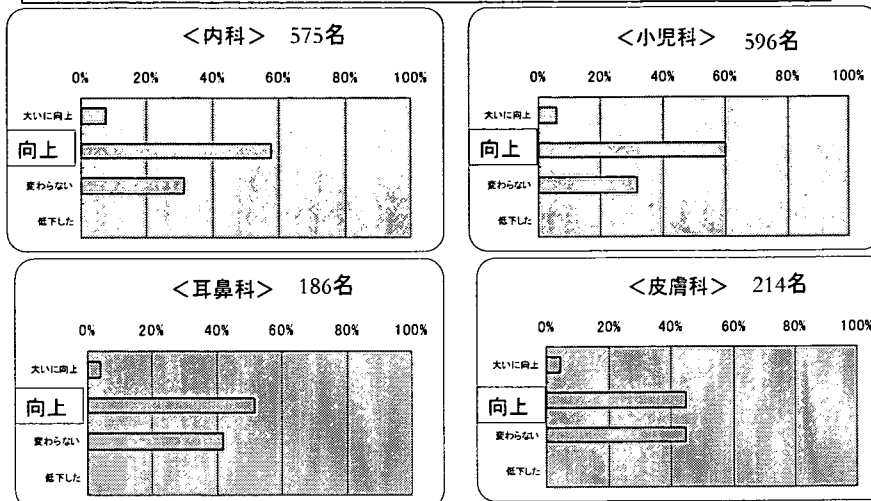 ＜内科＞ 575名
0% 20% 40% 60% 80% 100%
大いに向上
向上
変わらない
低下した
＜小児科＞ 596名
0% 20% 40% 60% 80% 100%
大いに向上
向上
変わらない
低下した
＜耳鼻科＞ 186名
0% 20% 40% 60% 80% 100%
大いに向上
向上
変わらない
低下した
＜皮膚科＞ 214名
0% 20% 40% 60% 80% 100%
大いに向上
向上
変わらない
低下した